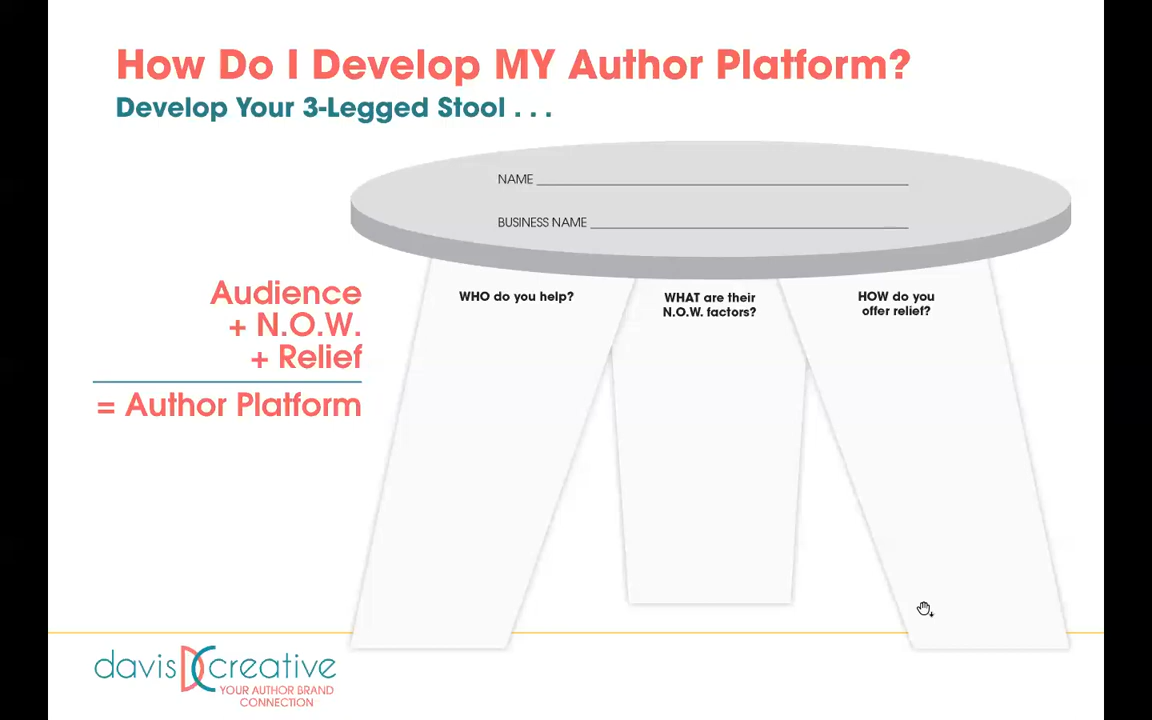 How Do I Develop MY Author Platform?
Develop Your 3-Legged Stool . . .
NAME
BUSINESS NAME
Audience
+ N.O.W.
+ Relief
= Author Platform
WHO do you help?
WHAT are their
N.O.W. factors?
HOW do you
offer relief?
davis DC creative
YOUR AUTHOR BRAND
CONNECTION